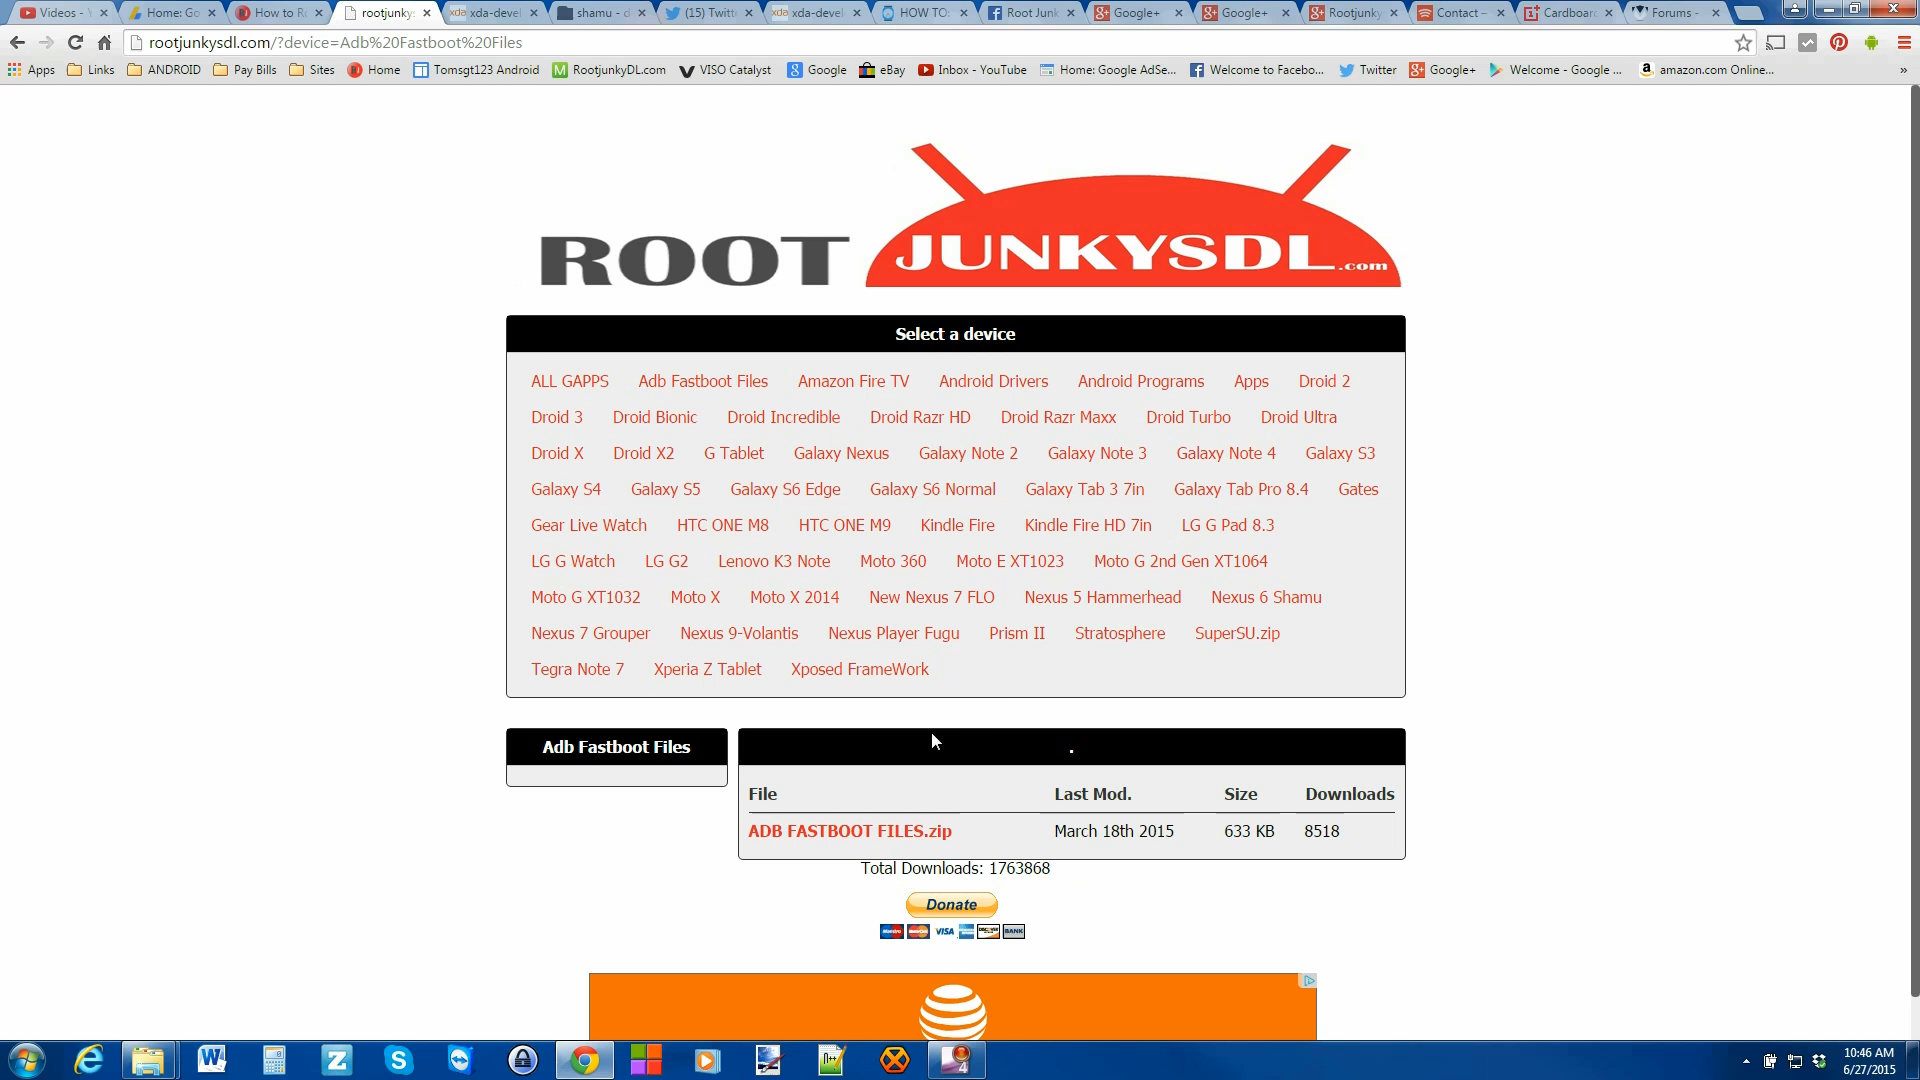 Videos -
Home: Go
How to R
rootjunky
xda-devel
shamu - d
(15) Twitt
xda-devel
HOW TO:
Root Junk
Google+
Google+
Rootjunky
Contact –
Cardboar
Forums -
rootjunkysdl.com/?device=Adb%20Fastboot%20Files
Apps Links ANDROID Pay Bills Sites Home Tomsgt123 Android RootjunkyDL.com VISO Catalyst Google eBay Inbox - YouTube Home: Google AdSe... Welcome to Facebo... Twitter Google+ Welcome - Google ... amazon.com Online... »
ROOT JUNKYSDL.com
Select a device
ALL GAPPS Adb Fastboot Files Amazon Fire TV Android Drivers Android Programs Apps Droid 2
Droid 3 Droid Bionic Droid Incredible Droid Razr HD Droid Razr Maxx Droid Turbo Droid Ultra
Droid X Droid X2 G Tablet Galaxy Nexus Galaxy Note 2 Galaxy Note 3 Galaxy Note 4 Galaxy S3
Galaxy S4 Galaxy S5 Galaxy S6 Edge Galaxy S6 Normal Galaxy Tab 3 7in Galaxy Tab Pro 8.4 Gates
Gear Live Watch HTC ONE M8 HTC ONE M9 Kindle Fire Kindle Fire HD 7in LG G Pad 8.3
LG G Watch LG G2 Lenovo K3 Note Moto 360 Moto E XT1023 Moto G 2nd Gen XT1064
Moto G XT1032 Moto X Moto X 2014 New Nexus 7 FLO Nexus 5 Hammerhead Nexus 6 Shamu
Nexus 7 Grouper Nexus 9-Volantis Nexus Player Fugu Prism II Stratosphere SuperSU.zip
Tegra Note 7 Xperia Z Tablet Xposed FrameWork
Adb Fastboot Files
.
File Last Mod. Size Downloads
ADB FASTBOOT FILES.zip March 18th 2015 633 KB 8518
Total Downloads: 1763868
Donate
VISA
BANK
10:46 AM
6/27/2015